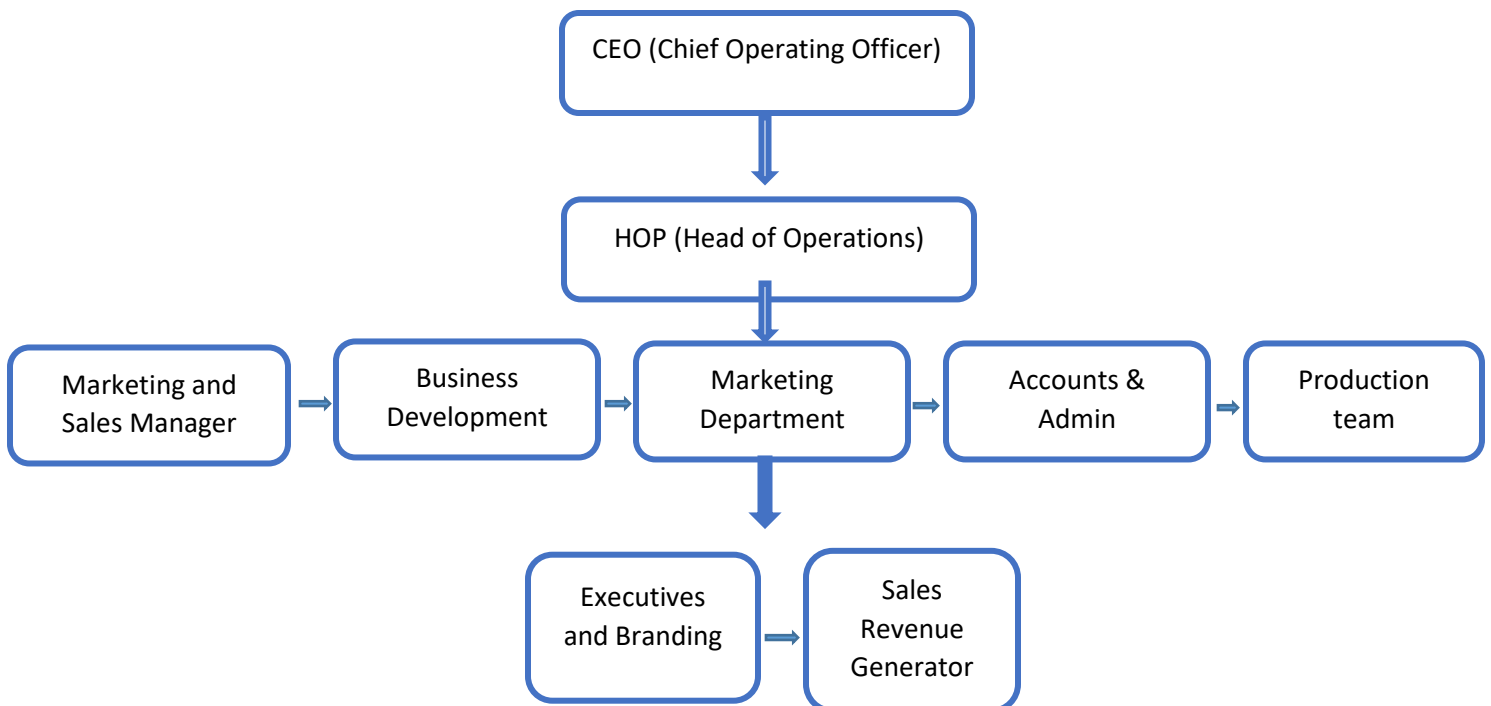 CEO (Chief Operating Officer)
HOP (Head of Operations)
Marketing and
Sales Manager
Business
Development
Marketing
Department
Accounts &
Admin
Production
team
Executives
and Branding
Sales
Revenue
Generator